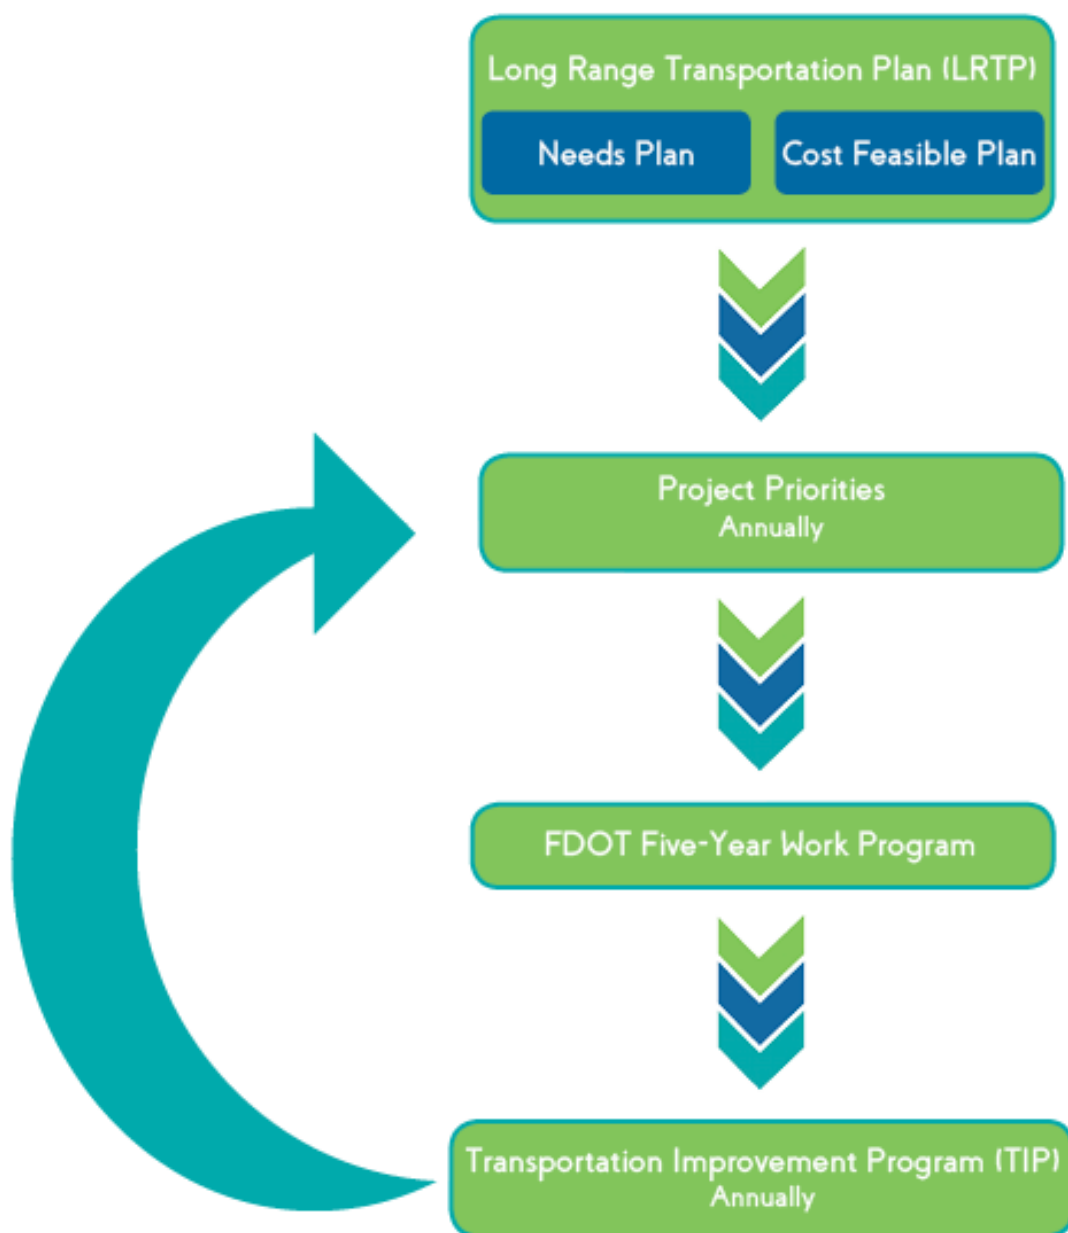 Long Range Transportation Plan (LRTP)
Needs Plan
Cost Feasible Plan
Project Priorities
Annually
FDOT Five-Year Work Program
Transportation Improvement Program (TIP)
Annually